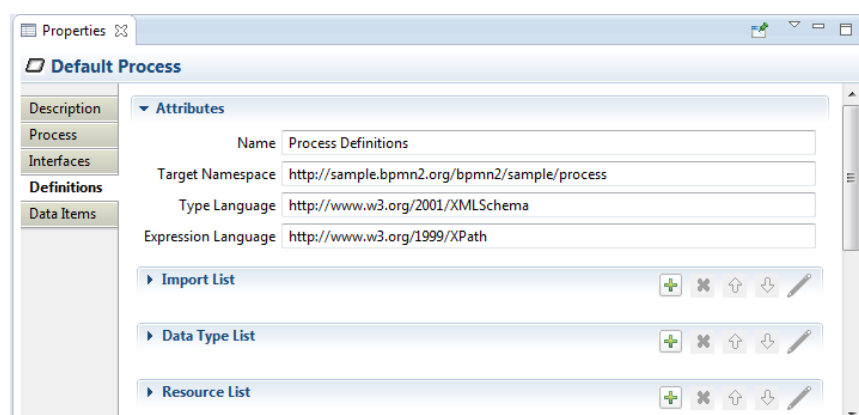 Properties
Default Process
Description
Process
Interfaces
Definitions
Data Items
Attributes
Name Process Definitions
Target Namespace http://sample.bpmn2.org/bpmn2/sample/process
Type Language http://www.w3.org/2001/XMLSchema
Expression Language http://www.w3.org/1999/XPath
Import List
Data Type List
Resource List